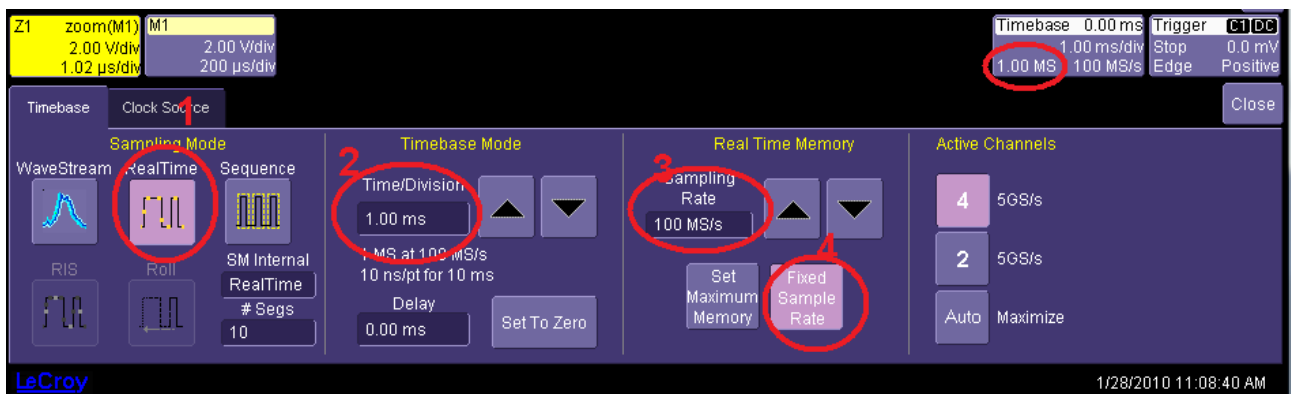 Z1 zoom(M1)
2.00 V/div
1.02 µs/div
M1
2.00 V/div
200 µs/div
Timebase 0.00 ms
1.00 ms/div
1.00 MS 100 MS/s
Trigger C1 DC
Stop 0.0 mV
Edge Positive
Timebase
Clock Source
Close
1
Sampling Mode
WaveStream
RealTime
Sequence
RIS
Roll
SM Internal
RealTime
# Segs
10
2
Timebase Mode
Time/Division
1.00 ms
1 MS at 100 MS/s
10 ns/pt for 10 ms
Delay
0.00 ms
Set To Zero
3
Real Time Memory
Sampling
Rate
100 MS/s
4
Set
Maximum
Memory
Fixed
Sample
Rate
Active Channels
4 5GS/s
2 5GS/s
Auto Maximize
LeCroy
1/28/2010 11:08:40 AM